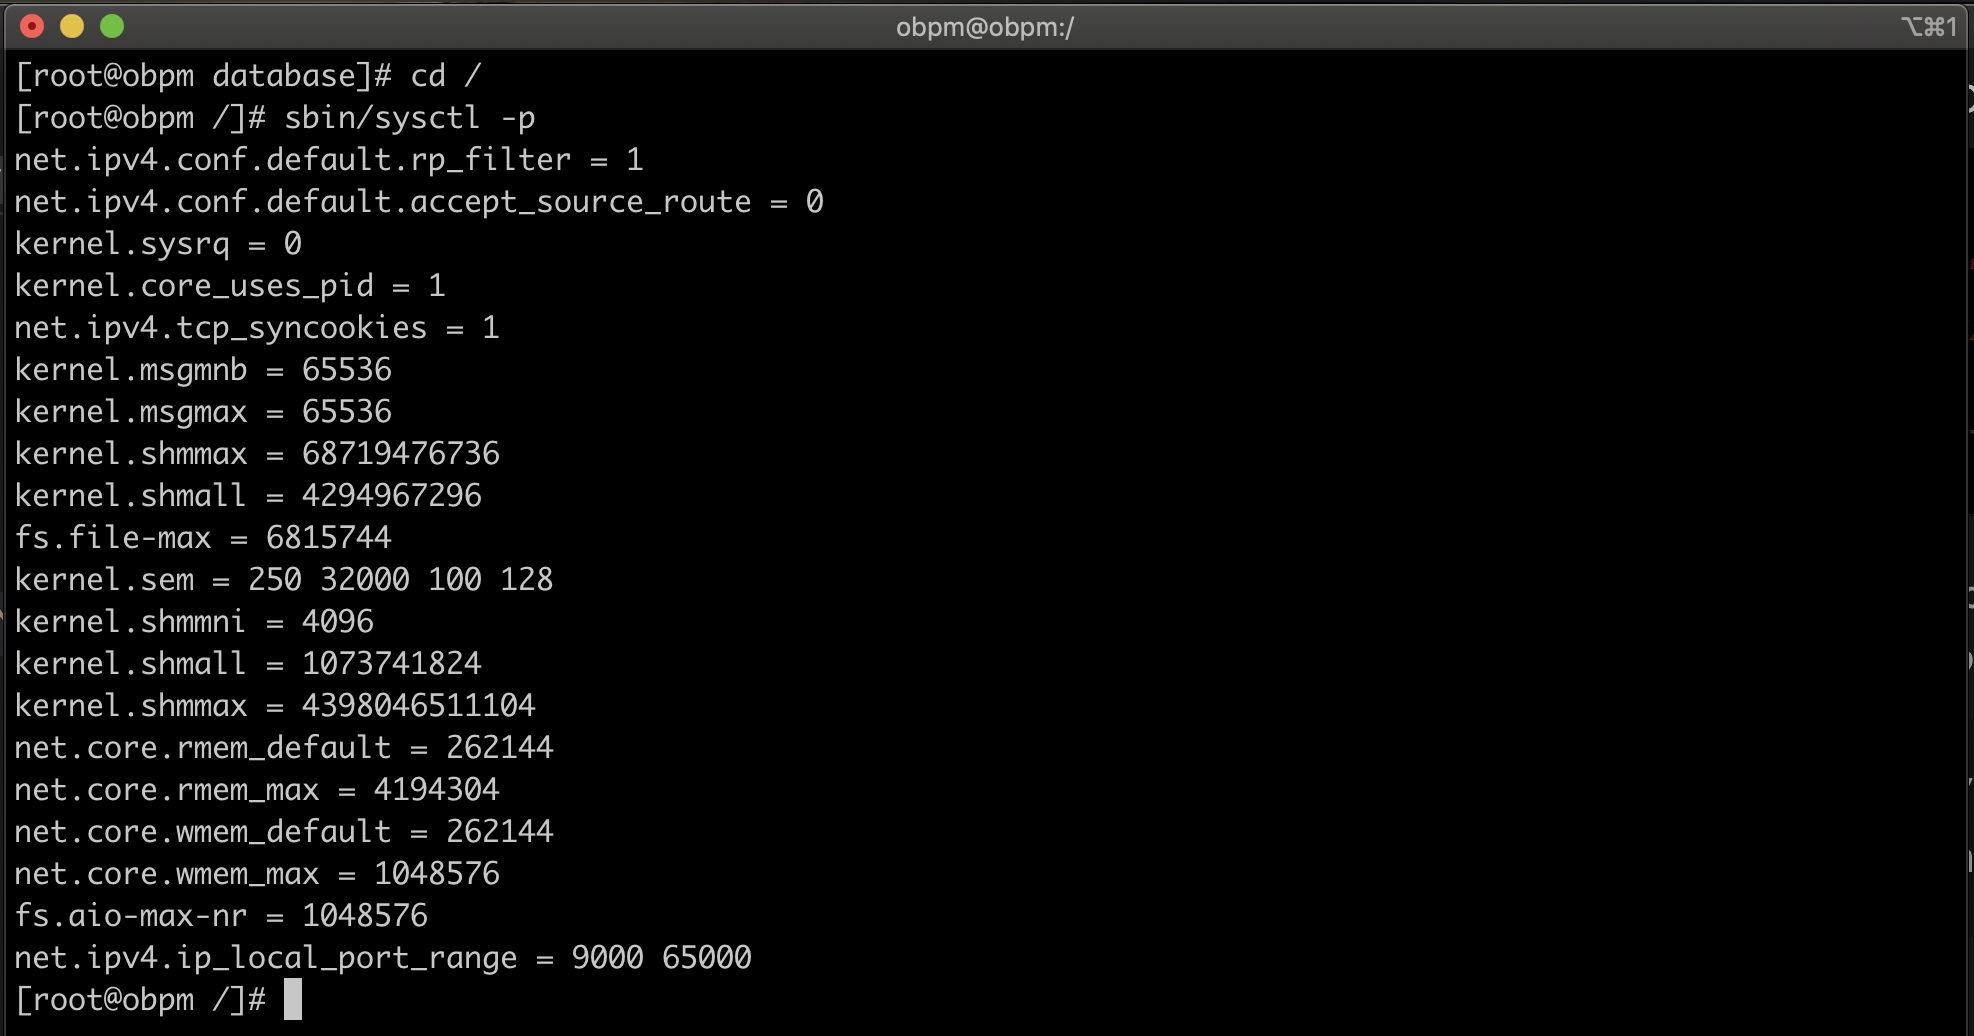 obpm@obpm:/
⌥⌘1
[root@obpm database]# cd /
[root@obpm /]# sbin/sysctl -p
net.ipv4.conf.default.rp_filter = 1
net.ipv4.conf.default.accept_source_route = 0
kernel.sysrq = 0
kernel.core_uses_pid = 1
net.ipv4.tcp_syncookies = 1
kernel.msgmnb = 65536
kernel.msgmax = 65536
kernel.shmmax = 68719476736
kernel.shmall = 4294967296
fs.file-max = 6815744
kernel.sem = 250 32000 100 128
kernel.shmmni = 4096
kernel.shmall = 1073741824
kernel.shmmax = 4398046511104
net.core.rmem_default = 262144
net.core.rmem_max = 4194304
net.core.wmem_default = 262144
net.core.wmem_max = 1048576
fs.aio-max-nr = 1048576
net.ipv4.ip_local_port_range = 9000 65000
[root@obpm /]#